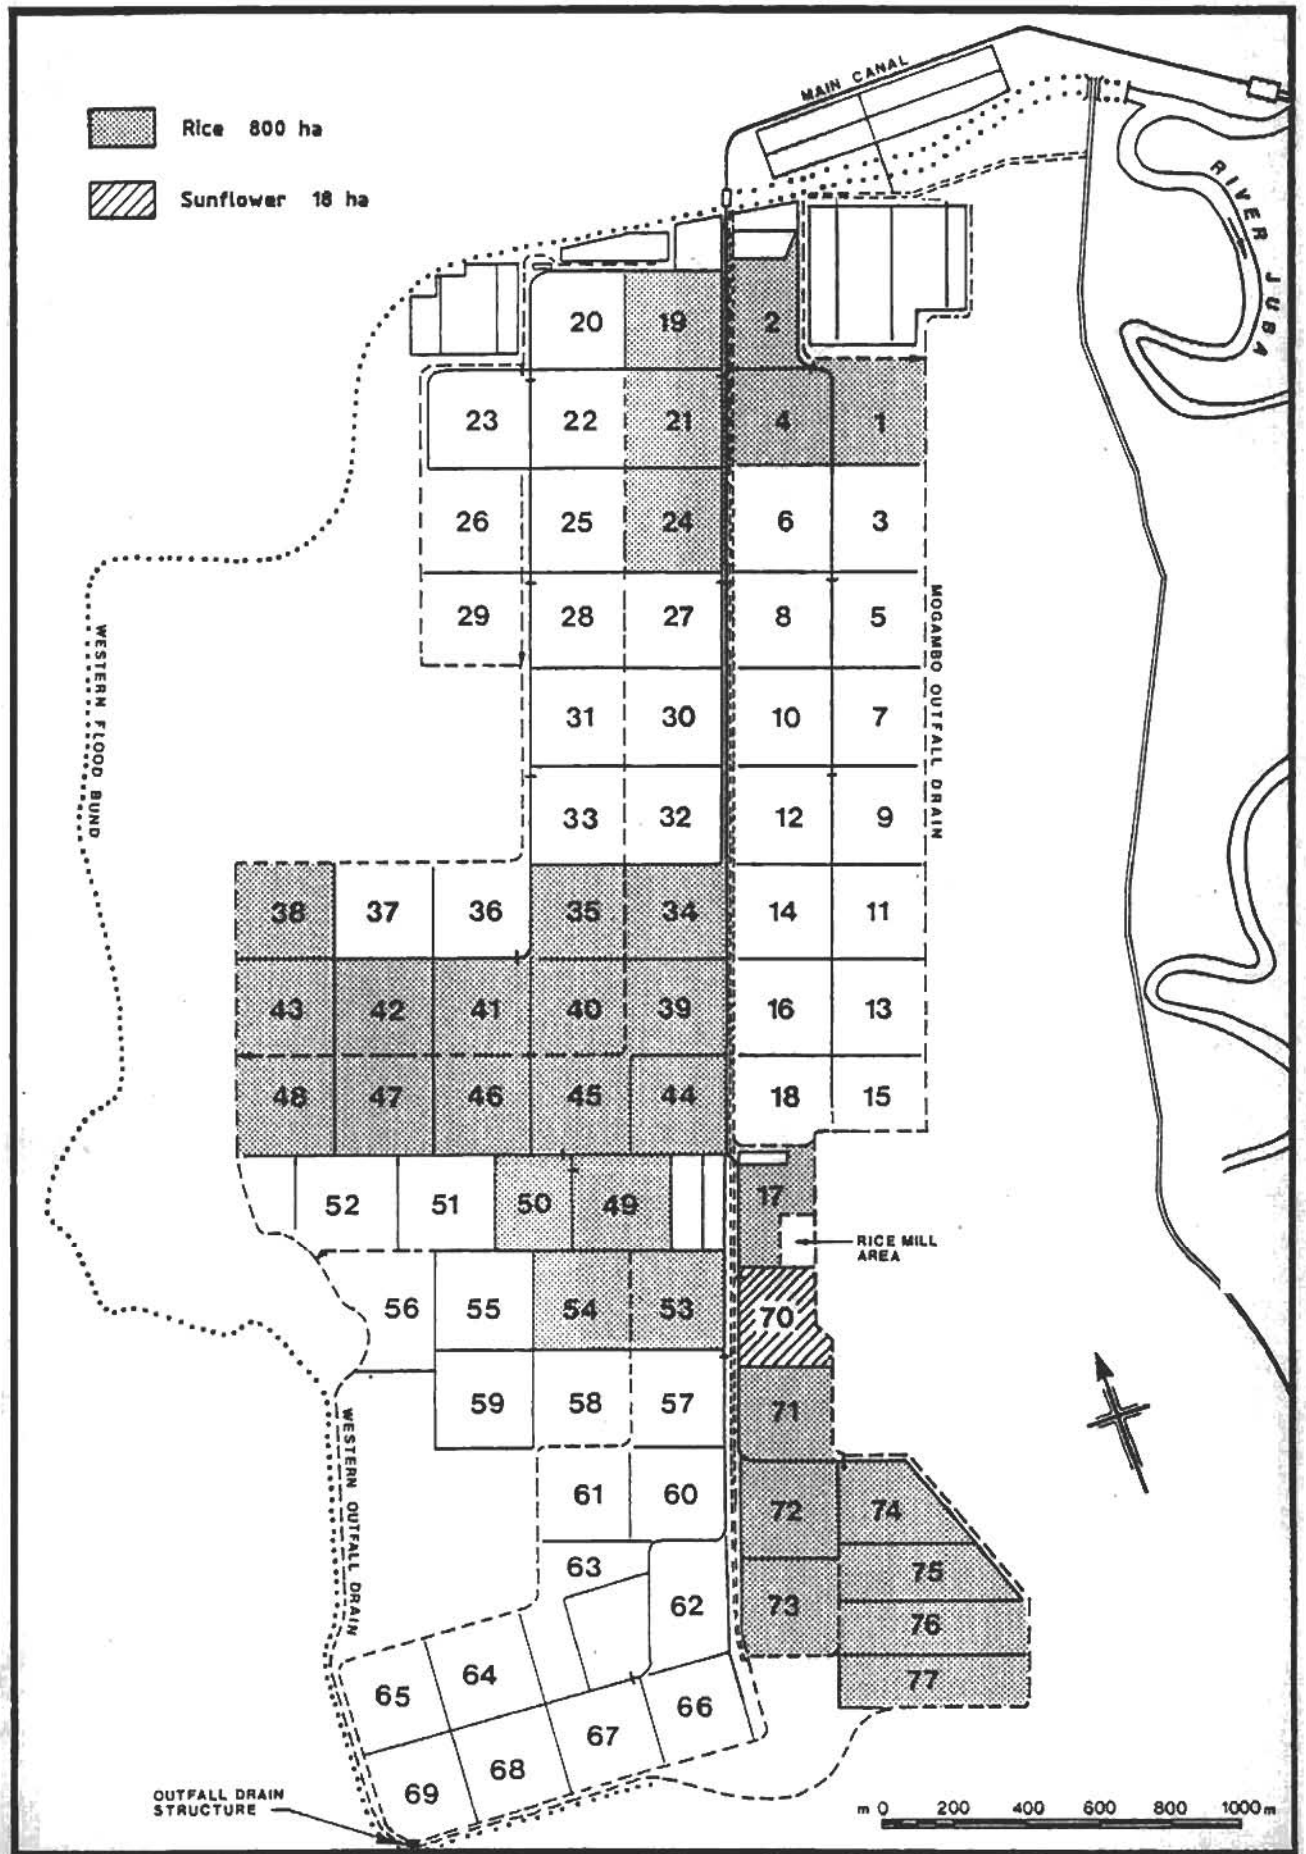 MAIN CANAL
Rice 800 ha
Sunflower 18 ha
RIVER JUBA
20 19 2
23 22 21 4 1
26 25 24 6 3
29 28 27 8 5
MOGAMBO OUTFALL DRAIN
WESTERN FLOOD BUND
31 30 10 7
33 32 12 9
38 37 36 35 34 14 11
43 42 41 40 39 16 13
48 47 46 45 44 18 15
52 51 50 49 17
RICE MILL
AREA
56 55 54 53 70
59 58 57 71
WESTERN OUTFALL DRAIN
61 60 72 74
63 75
62 73 76
65 64 77
67 66
69 68
OUTFALL DRAIN
STRUCTURE
m 0 200 400 600 800 1000m